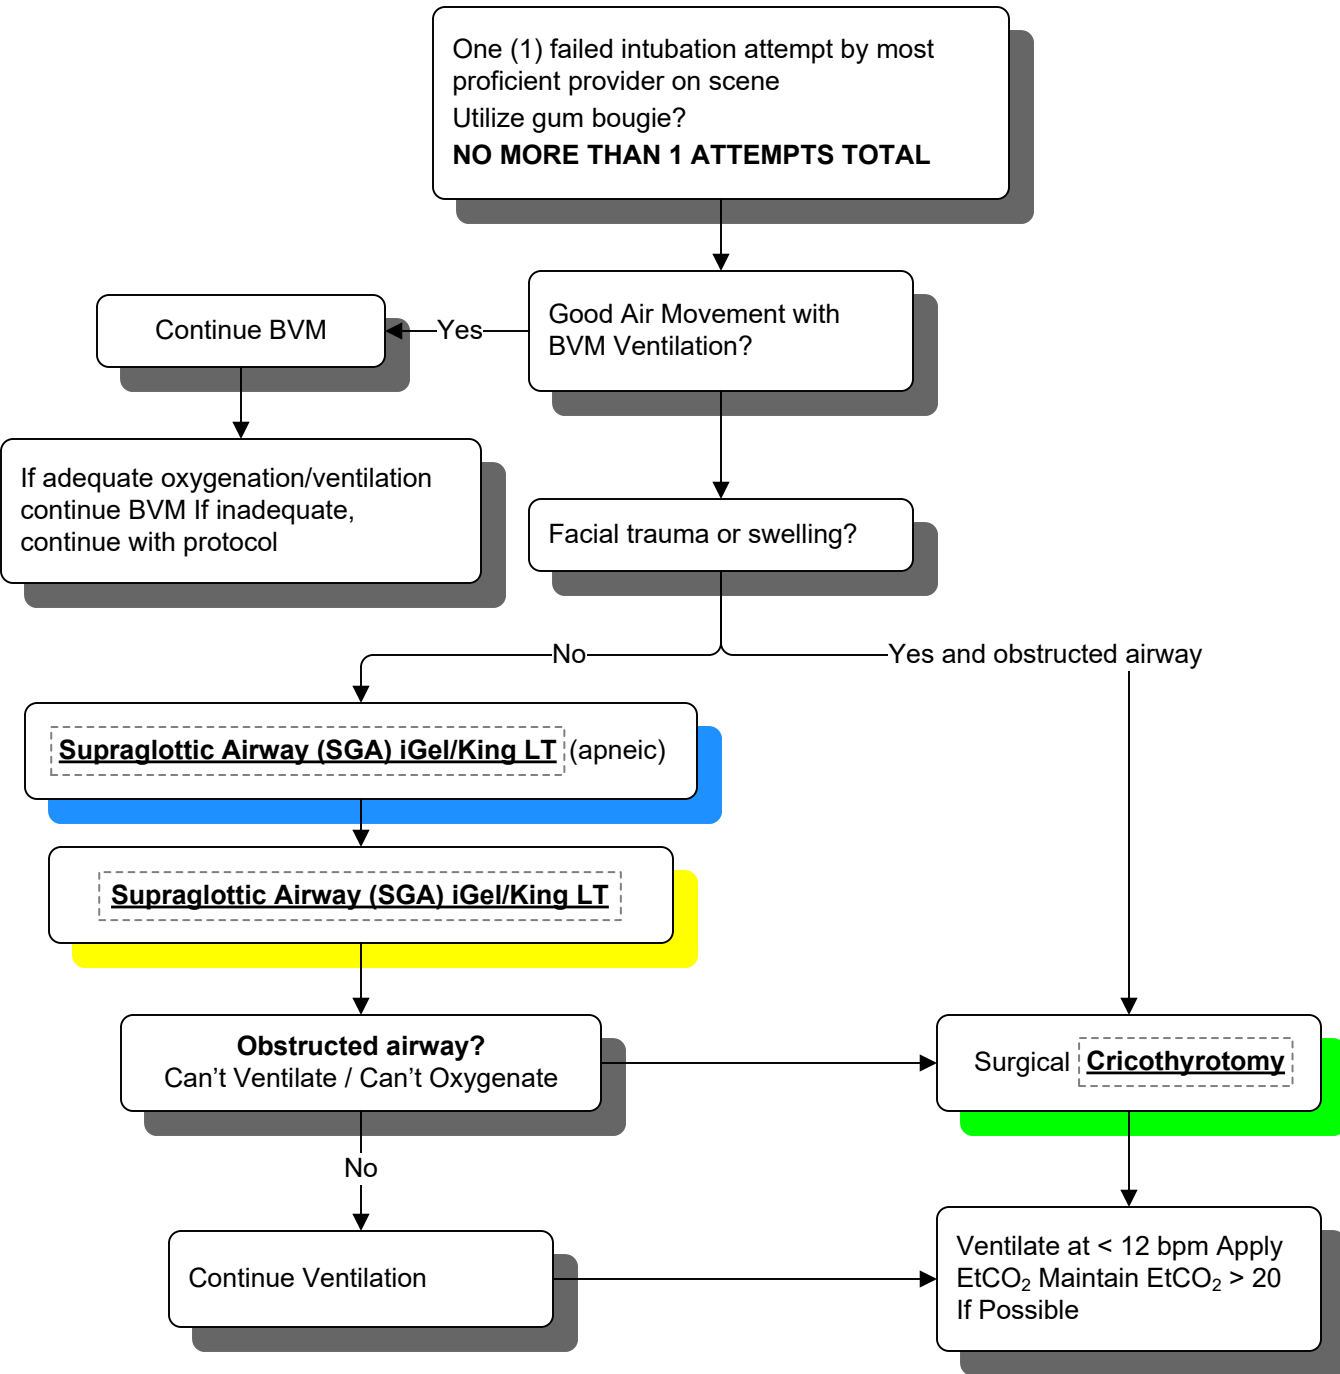 One (1) failed intubation attempt by most
proficient provider on scene
Utilize gum bougie?
NO MORE THAN 1 ATTEMPTS TOTAL
Good Air Movement with
BVM Ventilation?
Yes
Continue BVM
If adequate oxygenation/ventilation
continue BVM If inadequate,
continue with protocol
Facial trauma or swelling?
No
Yes and obstructed airway
Supraglottic Airway (SGA) iGel/King LT (apneic)
Supraglottic Airway (SGA) iGel/King LT
Obstructed airway?
Can’t Ventilate / Can’t Oxygenate
Surgical Cricothyrotomy
No
Continue Ventilation
Ventilate at < 12 bpm Apply
EtCO₂ Maintain EtCO₂ > 20
If Possible